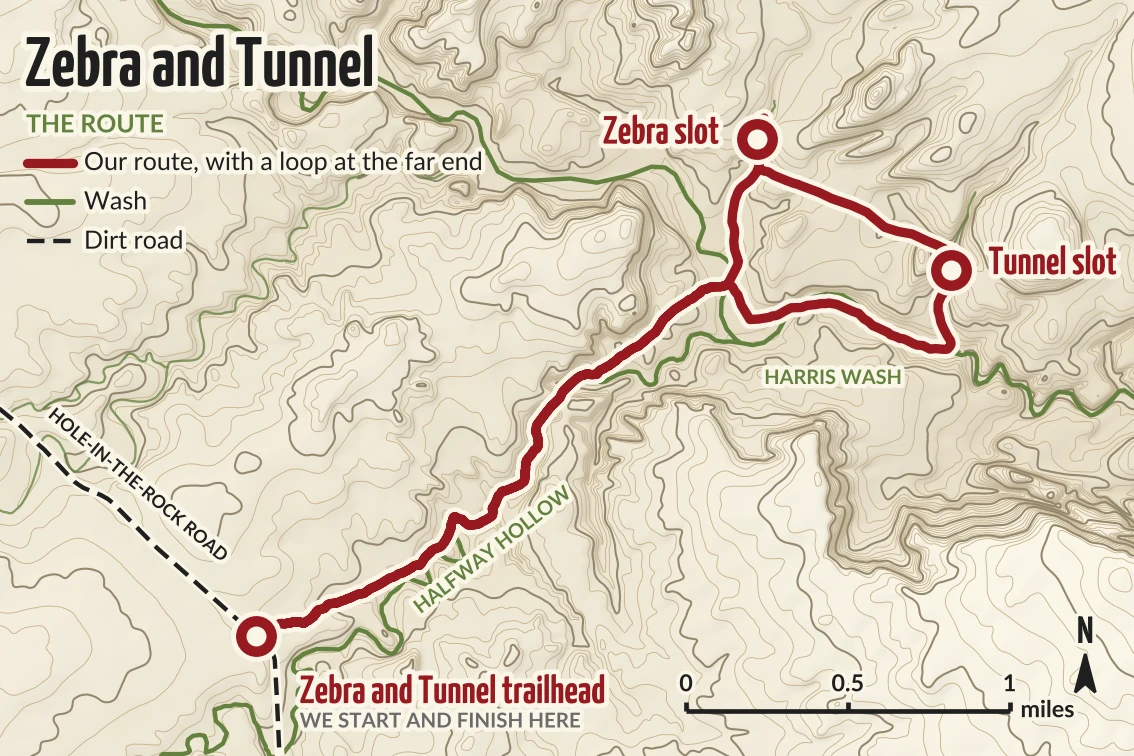 Zebra and Tunnel
THE ROUTE
Our route, with a loop at the far end
Wash
Dirt road
Zebra slot
Tunnel slot
HARRIS WASH
HOLE-IN-THE-ROCK ROAD
HALFWAY HOLLOW
Zebra and Tunnel trailhead
WE START AND FINISH HERE
N
0 0.5 1
miles